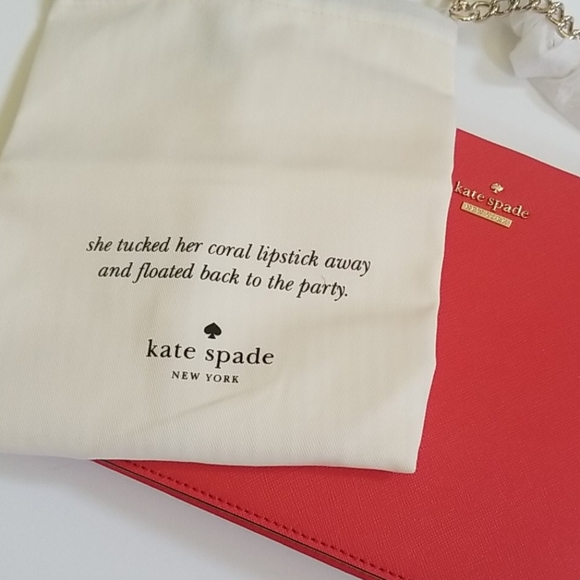 she tucked her coral lipstick away
and floated back to the party.
kate spade
NEW YORK
kate spade
NEW YORK